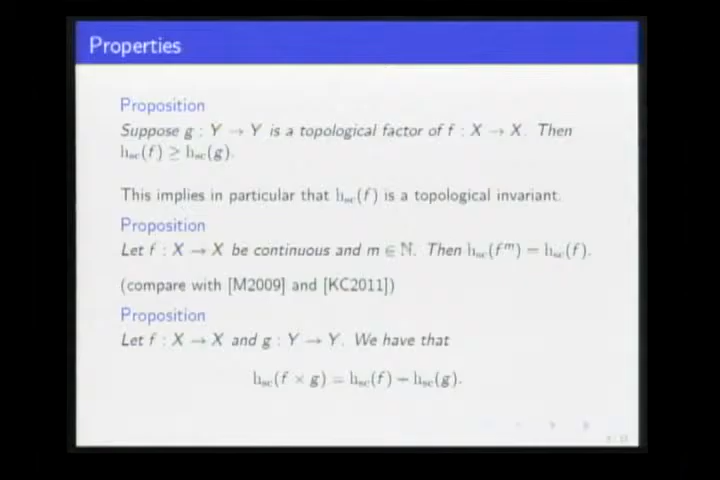 Properties
Proposition
Suppose g : Y → Y is a topological factor of f : X → X. Then
h_sc(f) ≥ h_sc(g).
This implies in particular that h_sc(f) is a topological invariant.
Proposition
Let f : X → X be continuous and m ∈ ℕ. Then h_sc(f^m) = h_sc(f).
(compare with [M2009] and [KC2011])
Proposition
Let f : X → X and g : Y → Y. We have that
h_sc(f × g) = h_sc(f) h_sc(g).